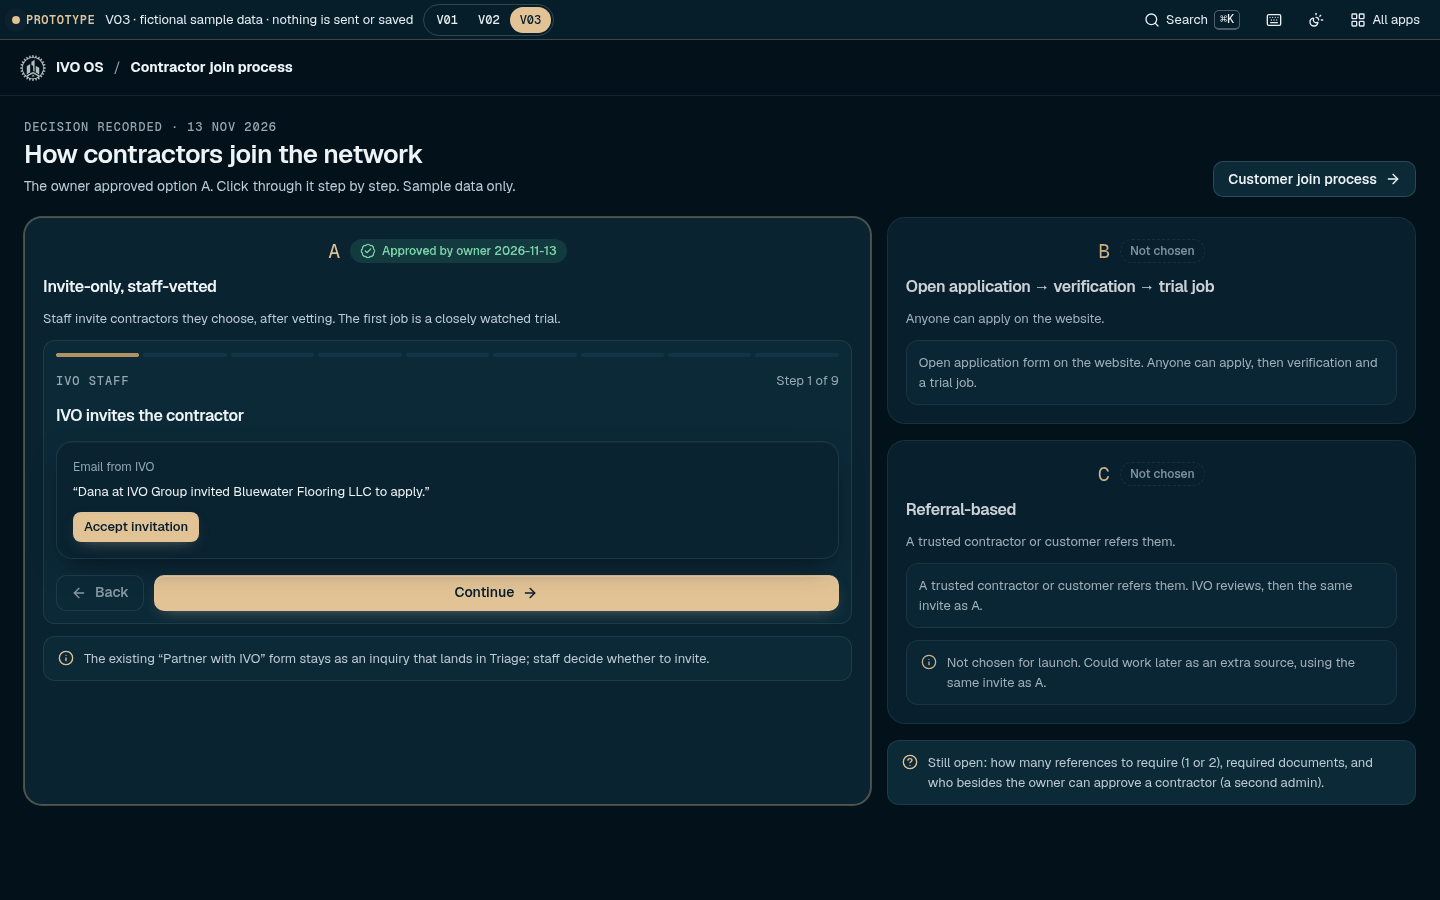 PROTOTYPE V03 · fictional sample data · nothing is sent or saved V01 V02 V03 Search ⌘K All apps
IVO OS / Contractor join process
DECISION RECORDED · 13 NOV 2026
How contractors join the network
The owner approved option A. Click through it step by step. Sample data only.
Customer join process →
A Approved by owner 2026-11-13
Invite-only, staff-vetted
Staff invite contractors they choose, after vetting. The first job is a closely watched trial.
IVO STAFF Step 1 of 9
IVO invites the contractor
Email from IVO
“Dana at IVO Group invited Bluewater Flooring LLC to apply.”
Accept invitation
← Back Continue →
The existing “Partner with IVO” form stays as an inquiry that lands in Triage; staff decide whether to invite.
B Not chosen
Open application → verification → trial job
Anyone can apply on the website.
Open application form on the website. Anyone can apply, then verification and
a trial job.
C Not chosen
Referral-based
A trusted contractor or customer refers them.
A trusted contractor or customer refers them. IVO reviews, then the same
invite as A.
Not chosen for launch. Could work later as an extra source, using the
same invite as A.
Still open: how many references to require (1 or 2), required documents, and
who besides the owner can approve a contractor (a second admin).